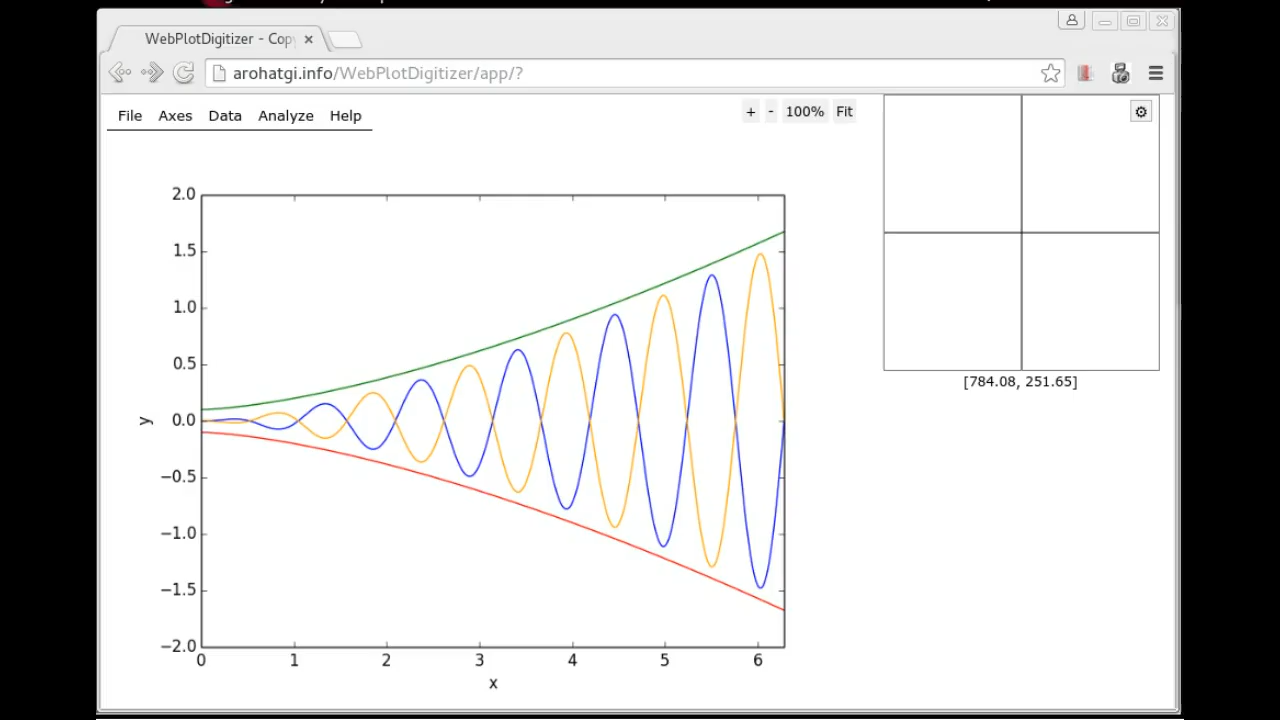 WebPlotDigitizer - Cop
arohatgi.info/WebPlotDigitizer/app/?
File Axes Data Analyze Help
+ - 100% Fit
[784.08, 251.65]
2.0
1.5
1.0
0.5
0.0
−0.5
−1.0
−1.5
−2.0
y
0 1 2 3 4 5 6
x